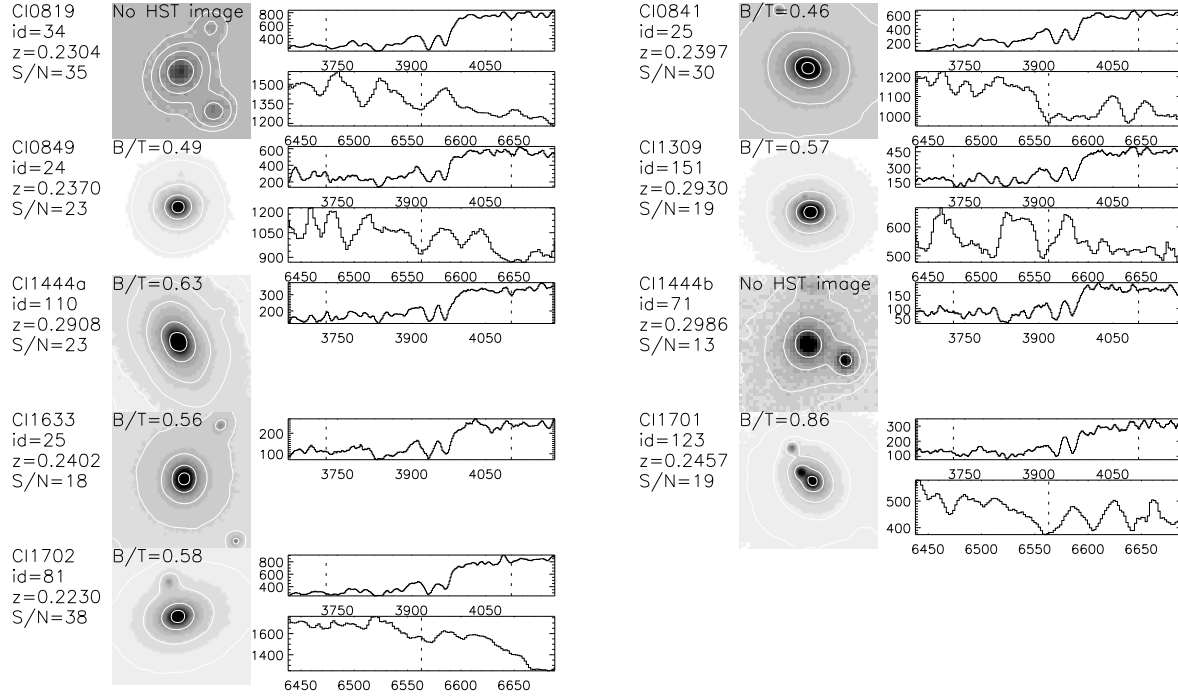 Cl0819
id=34
z=0.2304
S/N=35
No HST image
800
400
3750 3900 4050
1500
1350
1200
6450 6500 6550 6600 6650
Cl0841
id=25
z=0.2397
S/N=30
B/T=0.46
600
400
200
3750 3900 4050
1200
1100
1000
6450 6500 6550 6600 6650
Cl0849
id=24
z=0.2370
S/N=23
B/T=0.49
600
400
200
3750 3900 4050
1200
1050
900
6450 6500 6550 6600 6650
Cl1309
id=151
z=0.2930
S/N=19
B/T=0.57
450
300
150
3750 3900 4050
600
500
6450 6500 6550 6600 6650
Cl1444a
id=110
z=0.2908
S/N=23
B/T=0.63
300
200
3750 3900 4050
Cl1444b
id=71
z=0.2986
S/N=13
No HST image
150
100
50
3750 3900 4050
Cl1633
id=25
z=0.2402
S/N=18
B/T=0.56
200
100
3750 3900 4050
Cl1701
id=123
z=0.2457
S/N=19
B/T=0.86
300
200
100
3750 3900 4050
500
400
6450 6500 6550 6600 6650
Cl1702
id=81
z=0.2230
S/N=38
B/T=0.58
800
600
400
3750 3900 4050
1600
1400
6450 6500 6550 6600 6650